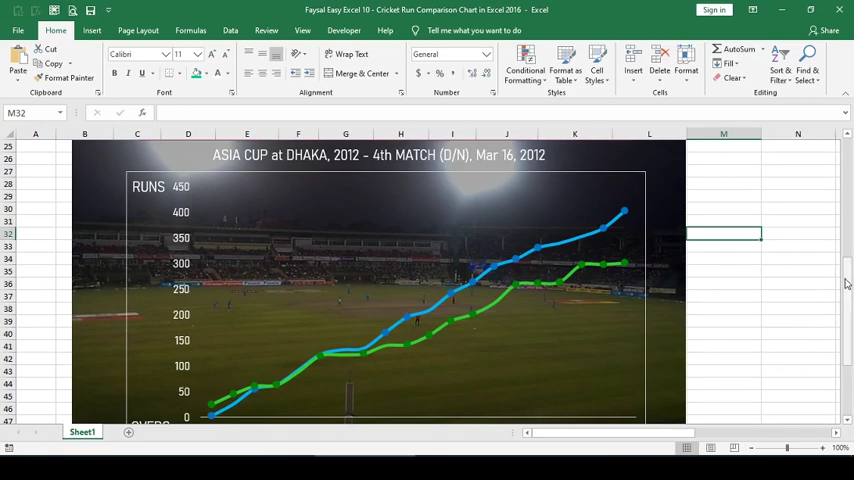 Faysal Easy Excel 10 - Cricket Run Comparison Chart in Excel 2016 - Excel
Sign in
File Home Insert Page Layout Formulas Data Review View Developer Help Tell me what you want to do Share
Paste
Cut
Copy
Format Painter
Clipboard
Calibri 11
B I U
Font
Wrap Text
Merge & Center
Alignment
General
$ % ,
Number
Conditional Formatting
Format as Table
Cell Styles
Styles
Insert Delete Format
Cells
AutoSum
Fill
Clear
Sort & Filter
Find & Select
Editing
M32
fx
A B C D E F G H I J K L M N
25
26
27
28
29
30
31
32
33
34
35
36
37
38
39
40
41
42
43
44
45
46
47
ASIA CUP at DHAKA, 2012 - 4th MATCH (D/N), Mar 16, 2012
RUNS
450
400
350
300
250
200
150
100
50
0
OVERS
Sheet1
100%